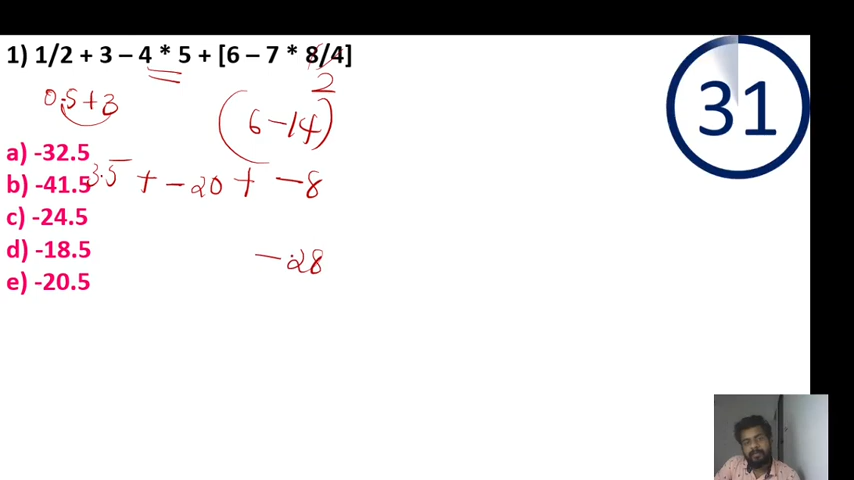 1) 1/2 + 3 – 4 * 5 + [6 – 7 * 8/4]
31
2
0.5+3
(6-14)
a) -32.5
3.5 + -20 + -8
b) -41.5
c) -24.5
d) -18.5
-28
e) -20.5